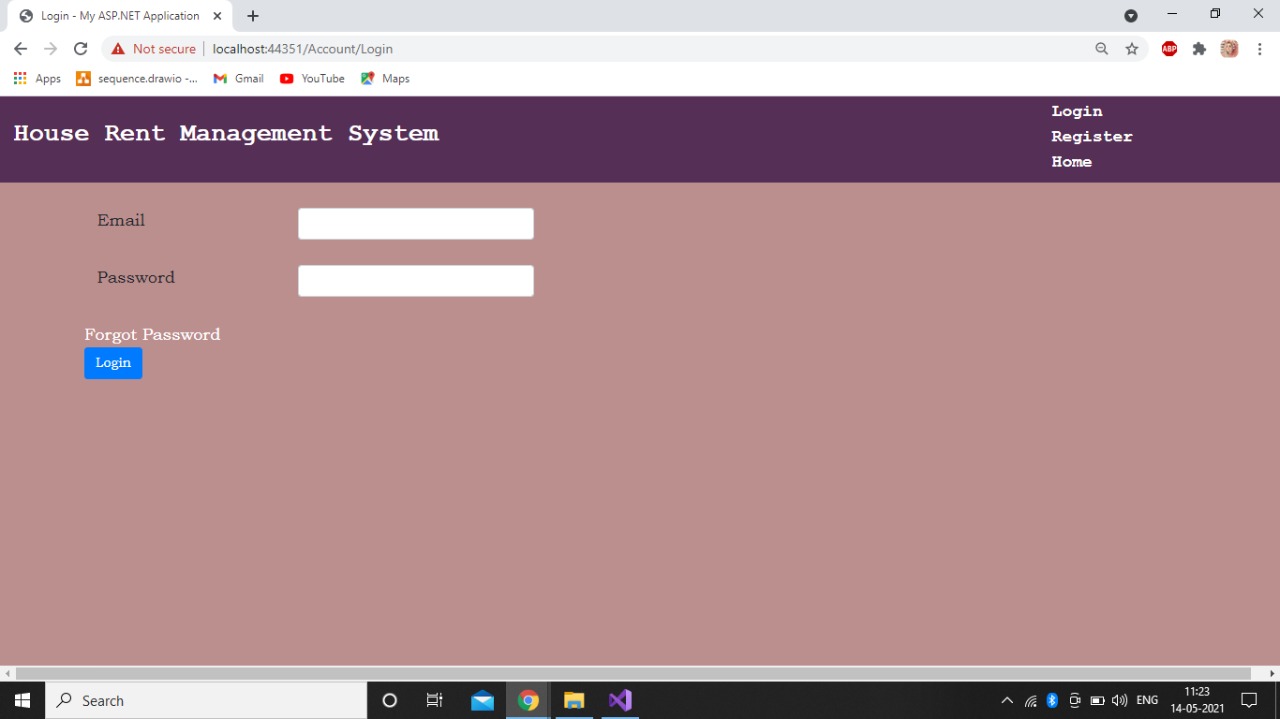 Login - My ASP.NET Application
Not secure localhost:44351/Account/Login
ABP
Apps sequence.drawio -... Gmail YouTube Maps
House Rent Management System
Login
Register
Home
Email
Password
Forgot Password
Login
Search
ENG
11:23
14-05-2021